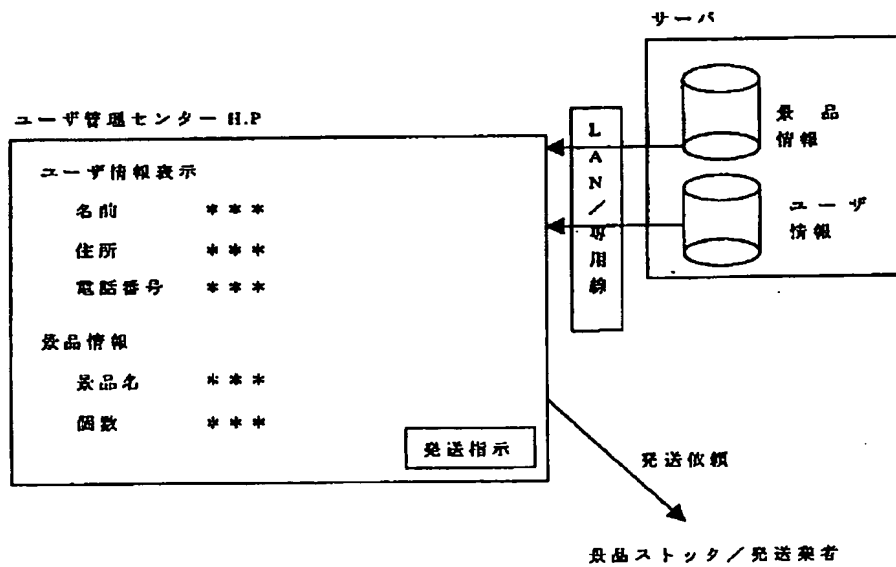 サーバ
景品
情報
ユーザ
情報
LAN/専用線
ユーザ管理センターH.P
ユーザ情報表示
名前 ***
住所 ***
電話番号 ***
景品情報
景品名 ***
個数 ***
発送指示
発送依頼
景品ストック/発送業者